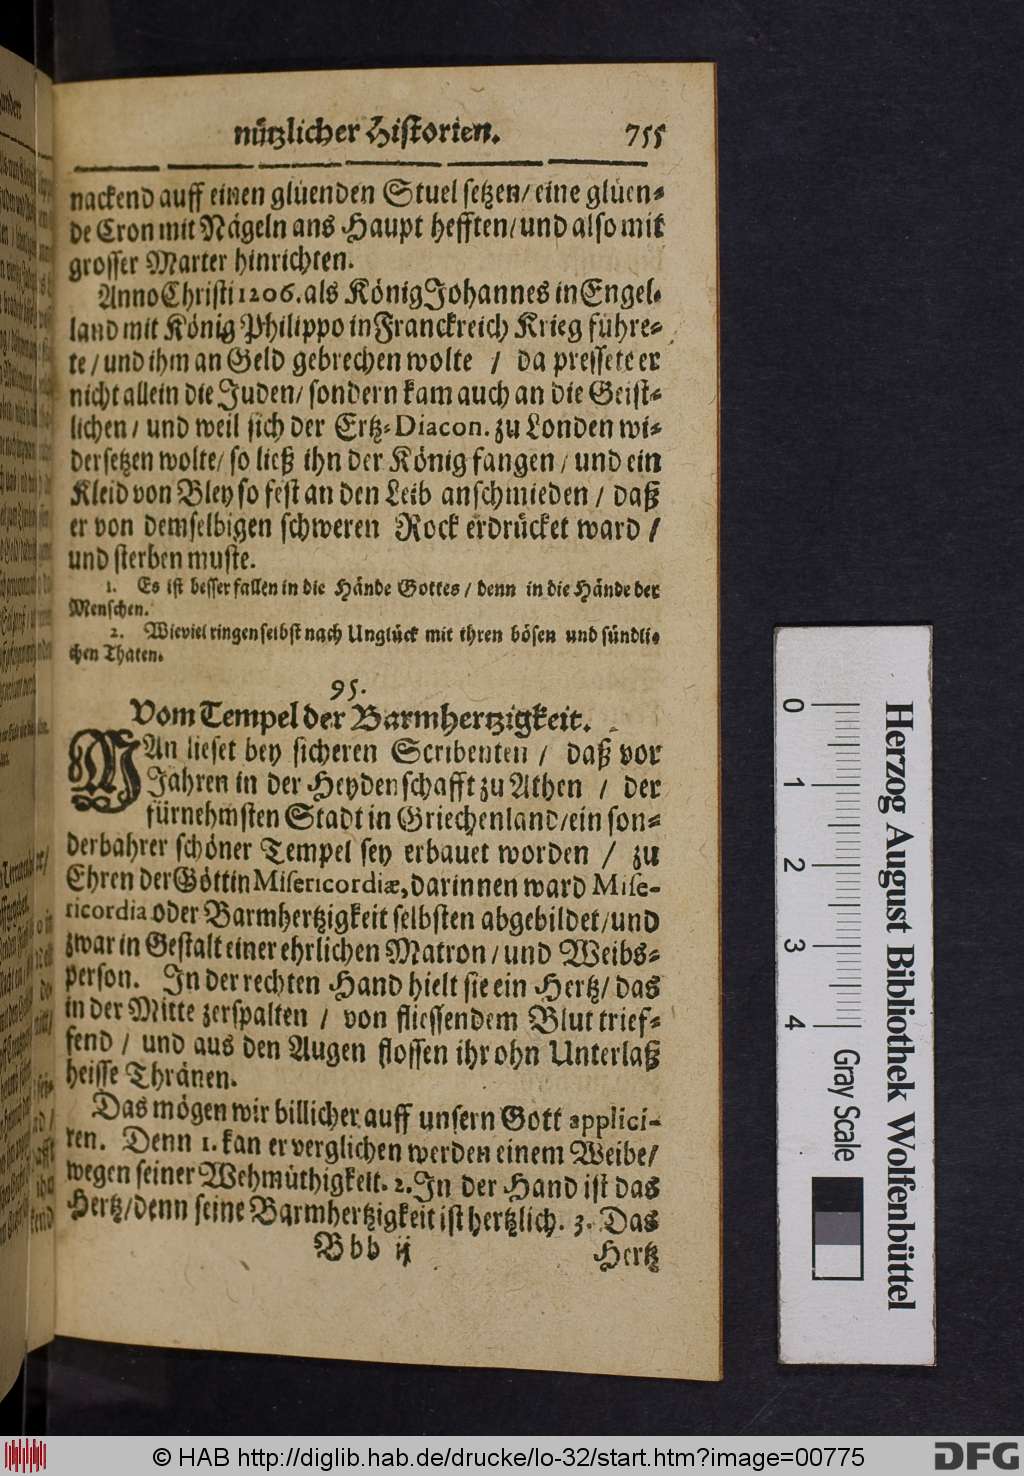 nützlicher Historien. 755
nackend auff einen glüenden Stuel setzen/ eine glüen-
de Cron mit Nägeln ans Haupt hefften/ und also mit
grosser Marter hinrichten.
Anno Christi 1206. als König Johannes in Engel-
land mit König Philippo in Franckreich Krieg führe-
te / und ihm an Geld gebrechen wolte / da pressete er
nicht allein die Juden/ sondern kam auch an die Geist-
lichen / und weil sich der Ertz-Diacon. zu Londen wi-
dersetzen wolte/ so ließ ihn der König fangen / und ein
Kleid von Bley so fest an den Leib anschmieden / daß
er von demselbigen schweren Rock erdrücket ward /
und sterben muste.
1. Es ist besser fallen in die Hände Gottes / denn in die Hände der
Menschen.
2. Wieviel ringen selbst nach Unglück mit ihren bösen und sündli-
chen Thaten.
95.
Vom Tempel der Barmhertzigkeit.
MAn lieset bey sicheren Scribenten / daß vor
Jahren in der Heydenschafft zu Athen / der
fürnehmsten Stadt in Griechenland/ ein son-
derbahrer schöner Tempel sey erbauet worden / zu
Ehren der Göttin Misericordiæ, darinnen ward Mise-
ricordia oder Barmhertzigkeit selbsten abgebildet/ und
zwar in Gestalt einer ehrlichen Matron / und Weibs-
person. In der rechten Hand hielt sie ein Hertz/ das
in der Mitte zerspalten / von fliessendem Blut trief-
fend / und aus den Augen flossen ihr ohn Unterlaß
heisse Thränen.
Das mögen wir billicher auff unsern Gott applici-
ren. Denn 1. kan er verglichen werden einem Weibe/
wegen seiner Wehmüthigkeit. 2. In der Hand ist das
Hertz/ denn seine Barmhertzigkeit ist hertzlich. 3. Das
Bbb ij Hertz
0 1 2 3 4 Gray Scale
Herzog August Bibliothek Wolfenbüttel
© HAB http://diglib.hab.de/drucke/lo-32/start.htm?image=00775
DFG